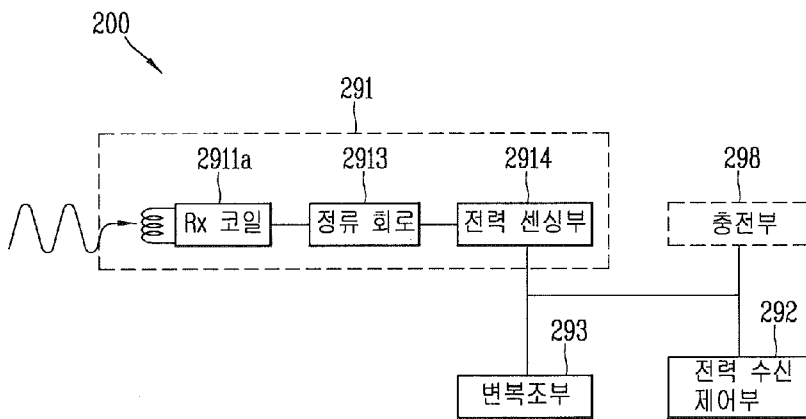 200
291
2911a
2913
2914
298
Rx 코일
정류 회로
전력 센싱부
충전부
293
292
변복조부
전력 수신
제어부